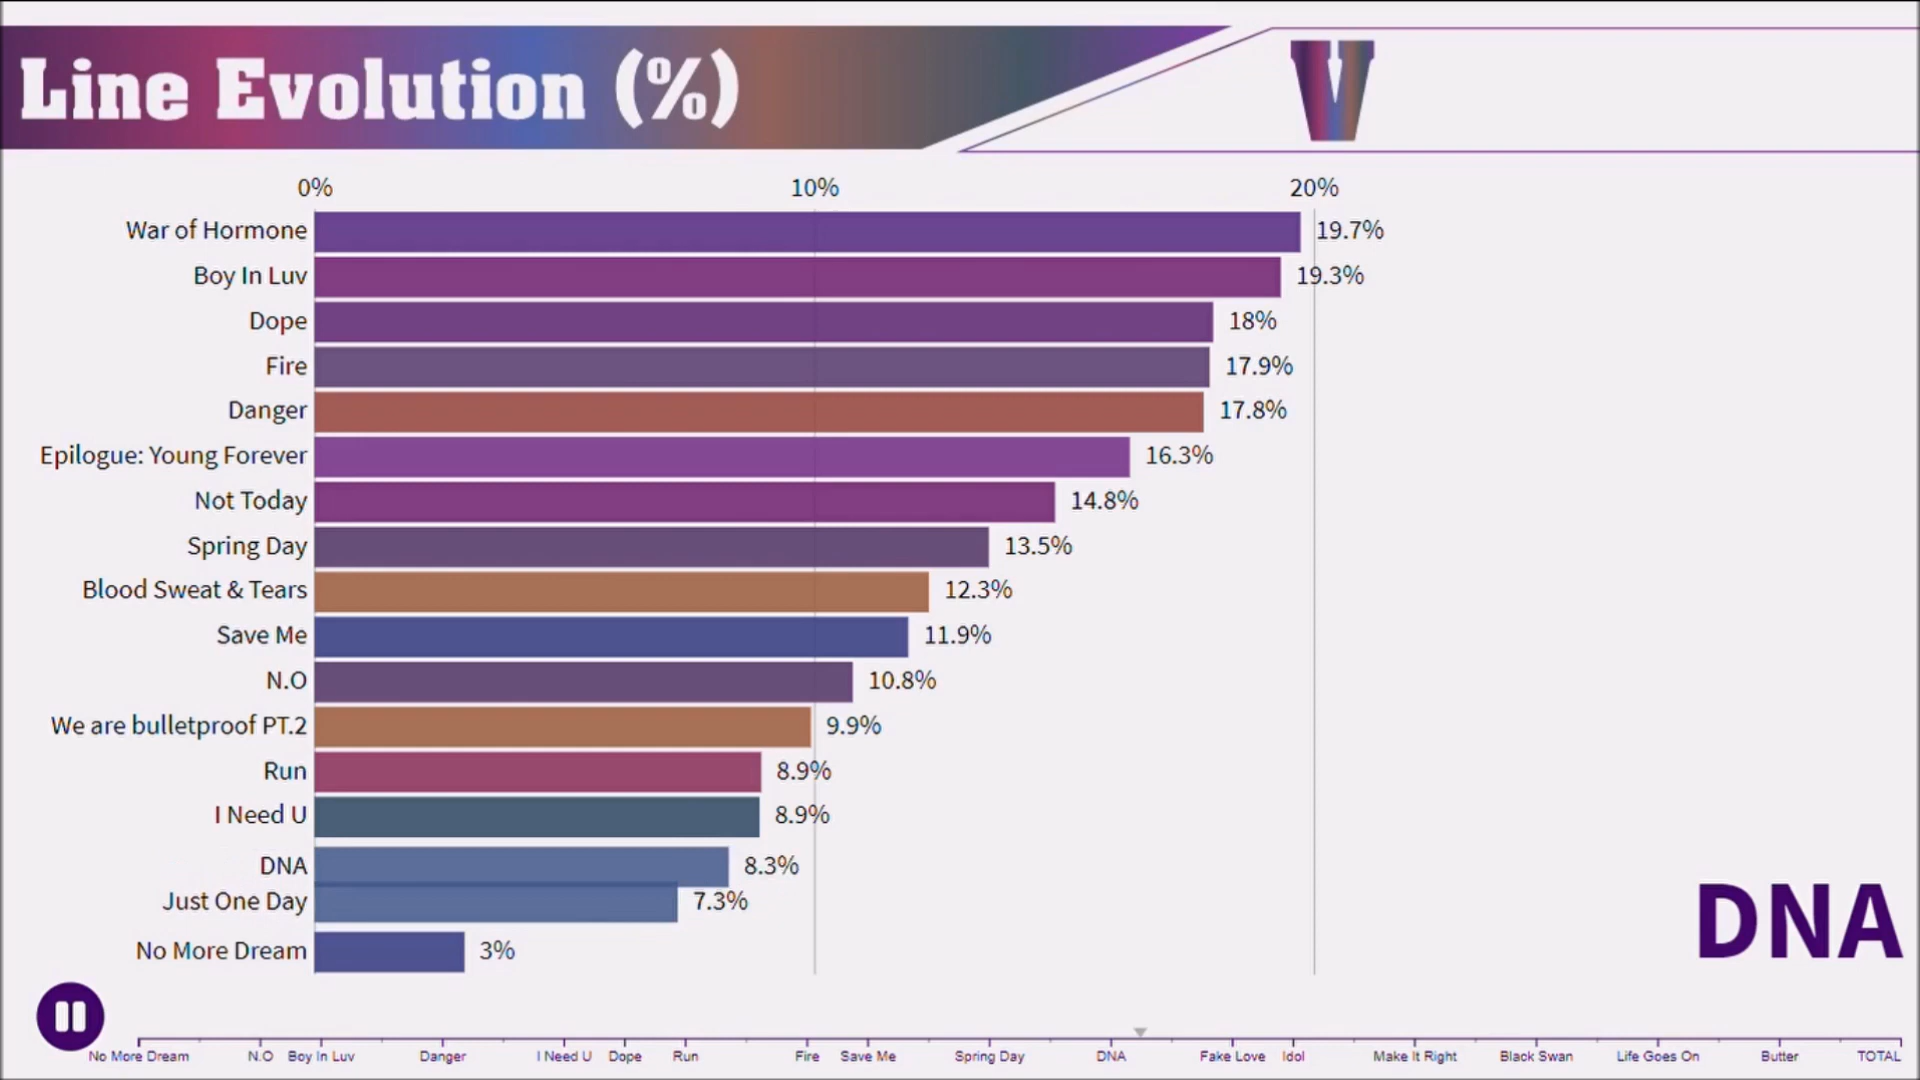 Line Evolution (%)
V
0% 10% 20%
War of Hormone 19.7%
Boy In Luv 19.3%
Dope 18%
Fire 17.9%
Danger 17.8%
Epilogue: Young Forever 16.3%
Not Today 14.8%
Spring Day 13.5%
Blood Sweat & Tears 12.3%
Save Me 11.9%
N.O 10.8%
We are bulletproof PT.2 9.9%
Run 8.9%
I Need U 8.9%
DNA 8.3%
Just One Day 7.3%
No More Dream 3%
DNA
No More Dream N.O Boy In Luv Danger I Need U Dope Run Fire Save Me Spring Day DNA Fake Love Idol Make It Right Black Swan Life Goes On Butter TOTAL